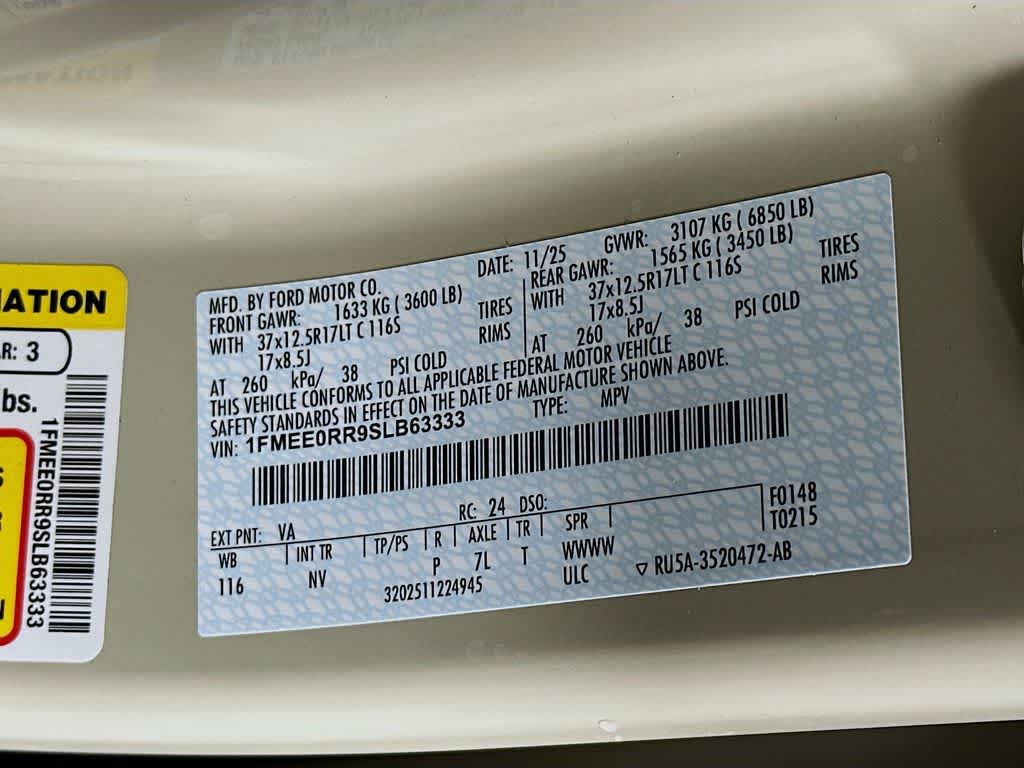 MATION
R: 3
bs.
1FMEE0RR9SLB63333
MFD. BY FORD MOTOR CO. DATE: 11/25 GVWR: 3107 KG ( 6850 LB)
FRONT GAWR: 1633 KG ( 3600 LB) REAR GAWR: 1565 KG ( 3450 LB)
WITH 37x12.5R17LT C 116S TIRES WITH 37x12.5R17LT C 116S TIRES
17x8.5J RIMS 17x8.5J RIMS
AT 260 kPa/ 38 PSI COLD AT 260 kPa/ 38 PSI COLD
THIS VEHICLE CONFORMS TO ALL APPLICABLE FEDERAL MOTOR VEHICLE
SAFETY STANDARDS IN EFFECT ON THE DATE OF MANUFACTURE SHOWN ABOVE.
VIN: 1FMEE0RR9SLB63333 TYPE: MPV
EXT PNT: VA RC: 24 DSO: F0148
WB INT TR TP/PS R AXLE TR SPR T0215
116 NV P 7L T WWWW
3202511224945 ULC ▽ RU5A-3520472-AB